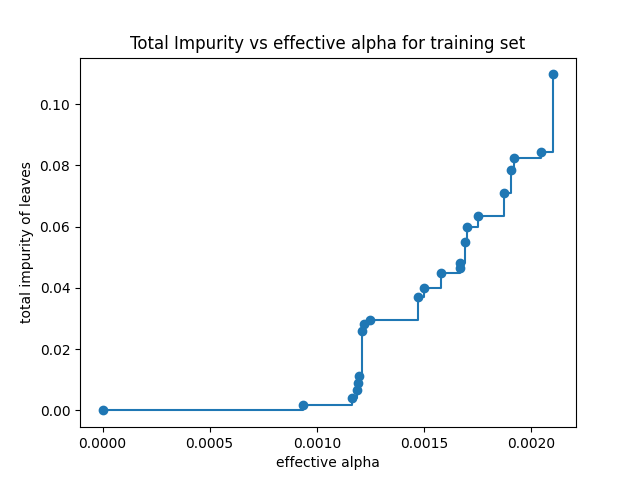 Total Impurity vs effective alpha for training set
total impurity of leaves
0.10
0.08
0.06
0.04
0.02
0.00
0.0000 0.0005 0.0010 0.0015 0.0020
effective alpha